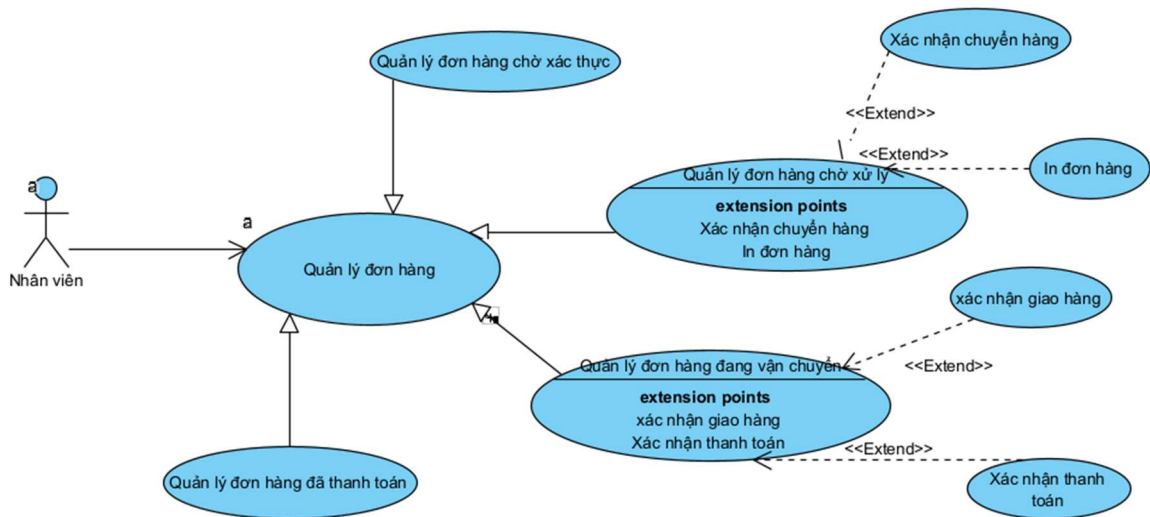 Xác nhận chuyển hàng
Quản lý đơn hàng chờ xác thực
<<Extend>>
<<Extend>>
In đơn hàng
Quản lý đơn hàng chờ xử lý
extension points
Xác nhận chuyển hàng
In đơn hàng
a
a
Nhân viên
Quản lý đơn hàng
xác nhận giao hàng
Quản lý đơn hàng đang vận chuyển
<<Extend>>
extension points
xác nhận giao hàng
Xác nhận thanh toán
<<Extend>>
Quản lý đơn hàng đã thanh toán
Xác nhận thanh
toán